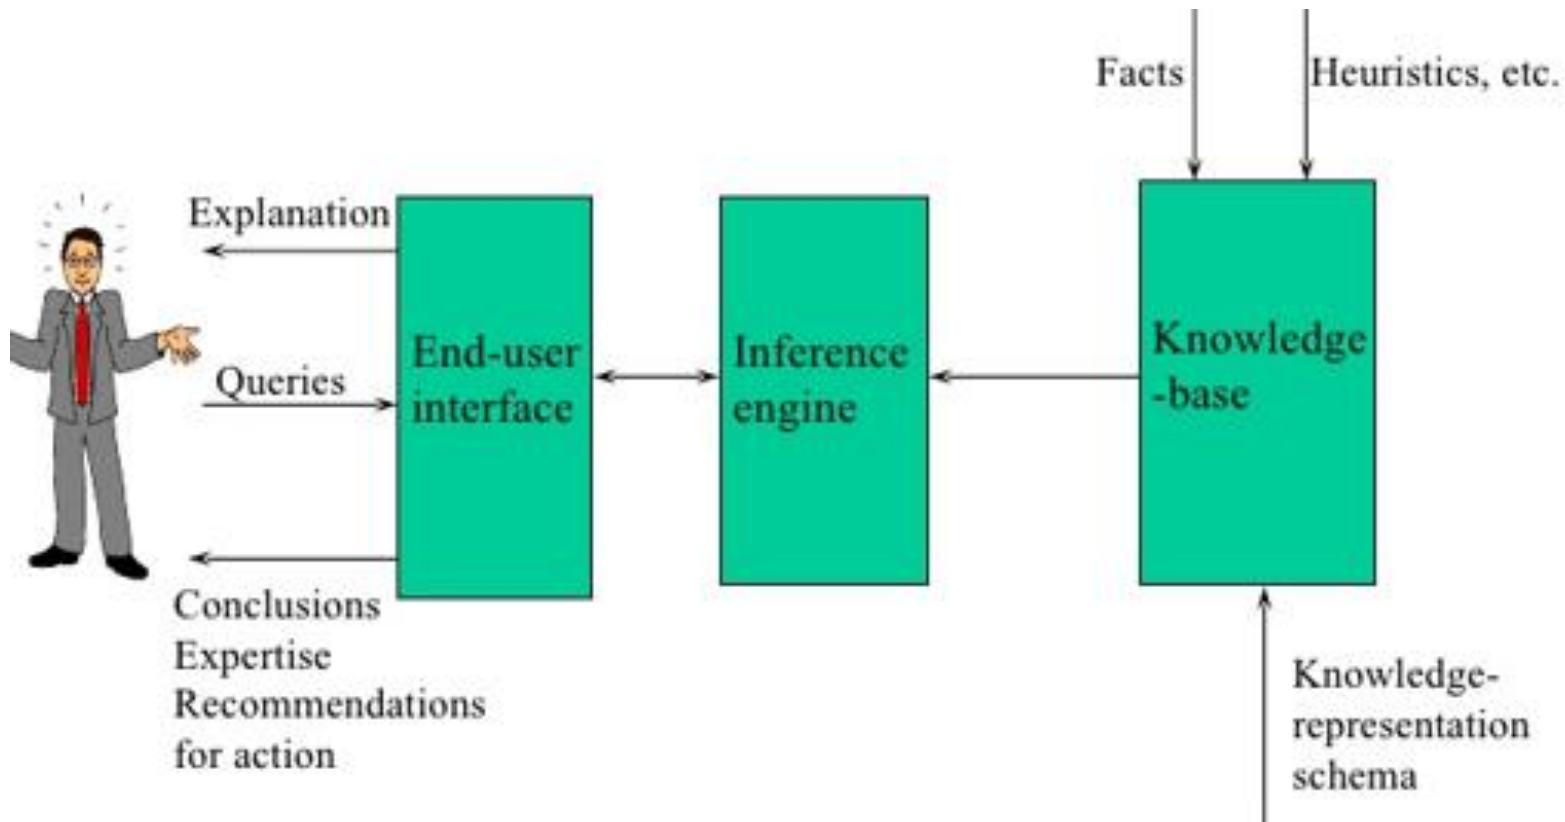 Facts
Heuristics, etc.
Explanation
Queries
End-user
interface
Inference
engine
Knowledge
-base
Conclusions
Expertise
Recommendations
for action
Knowledge-
representation
schema